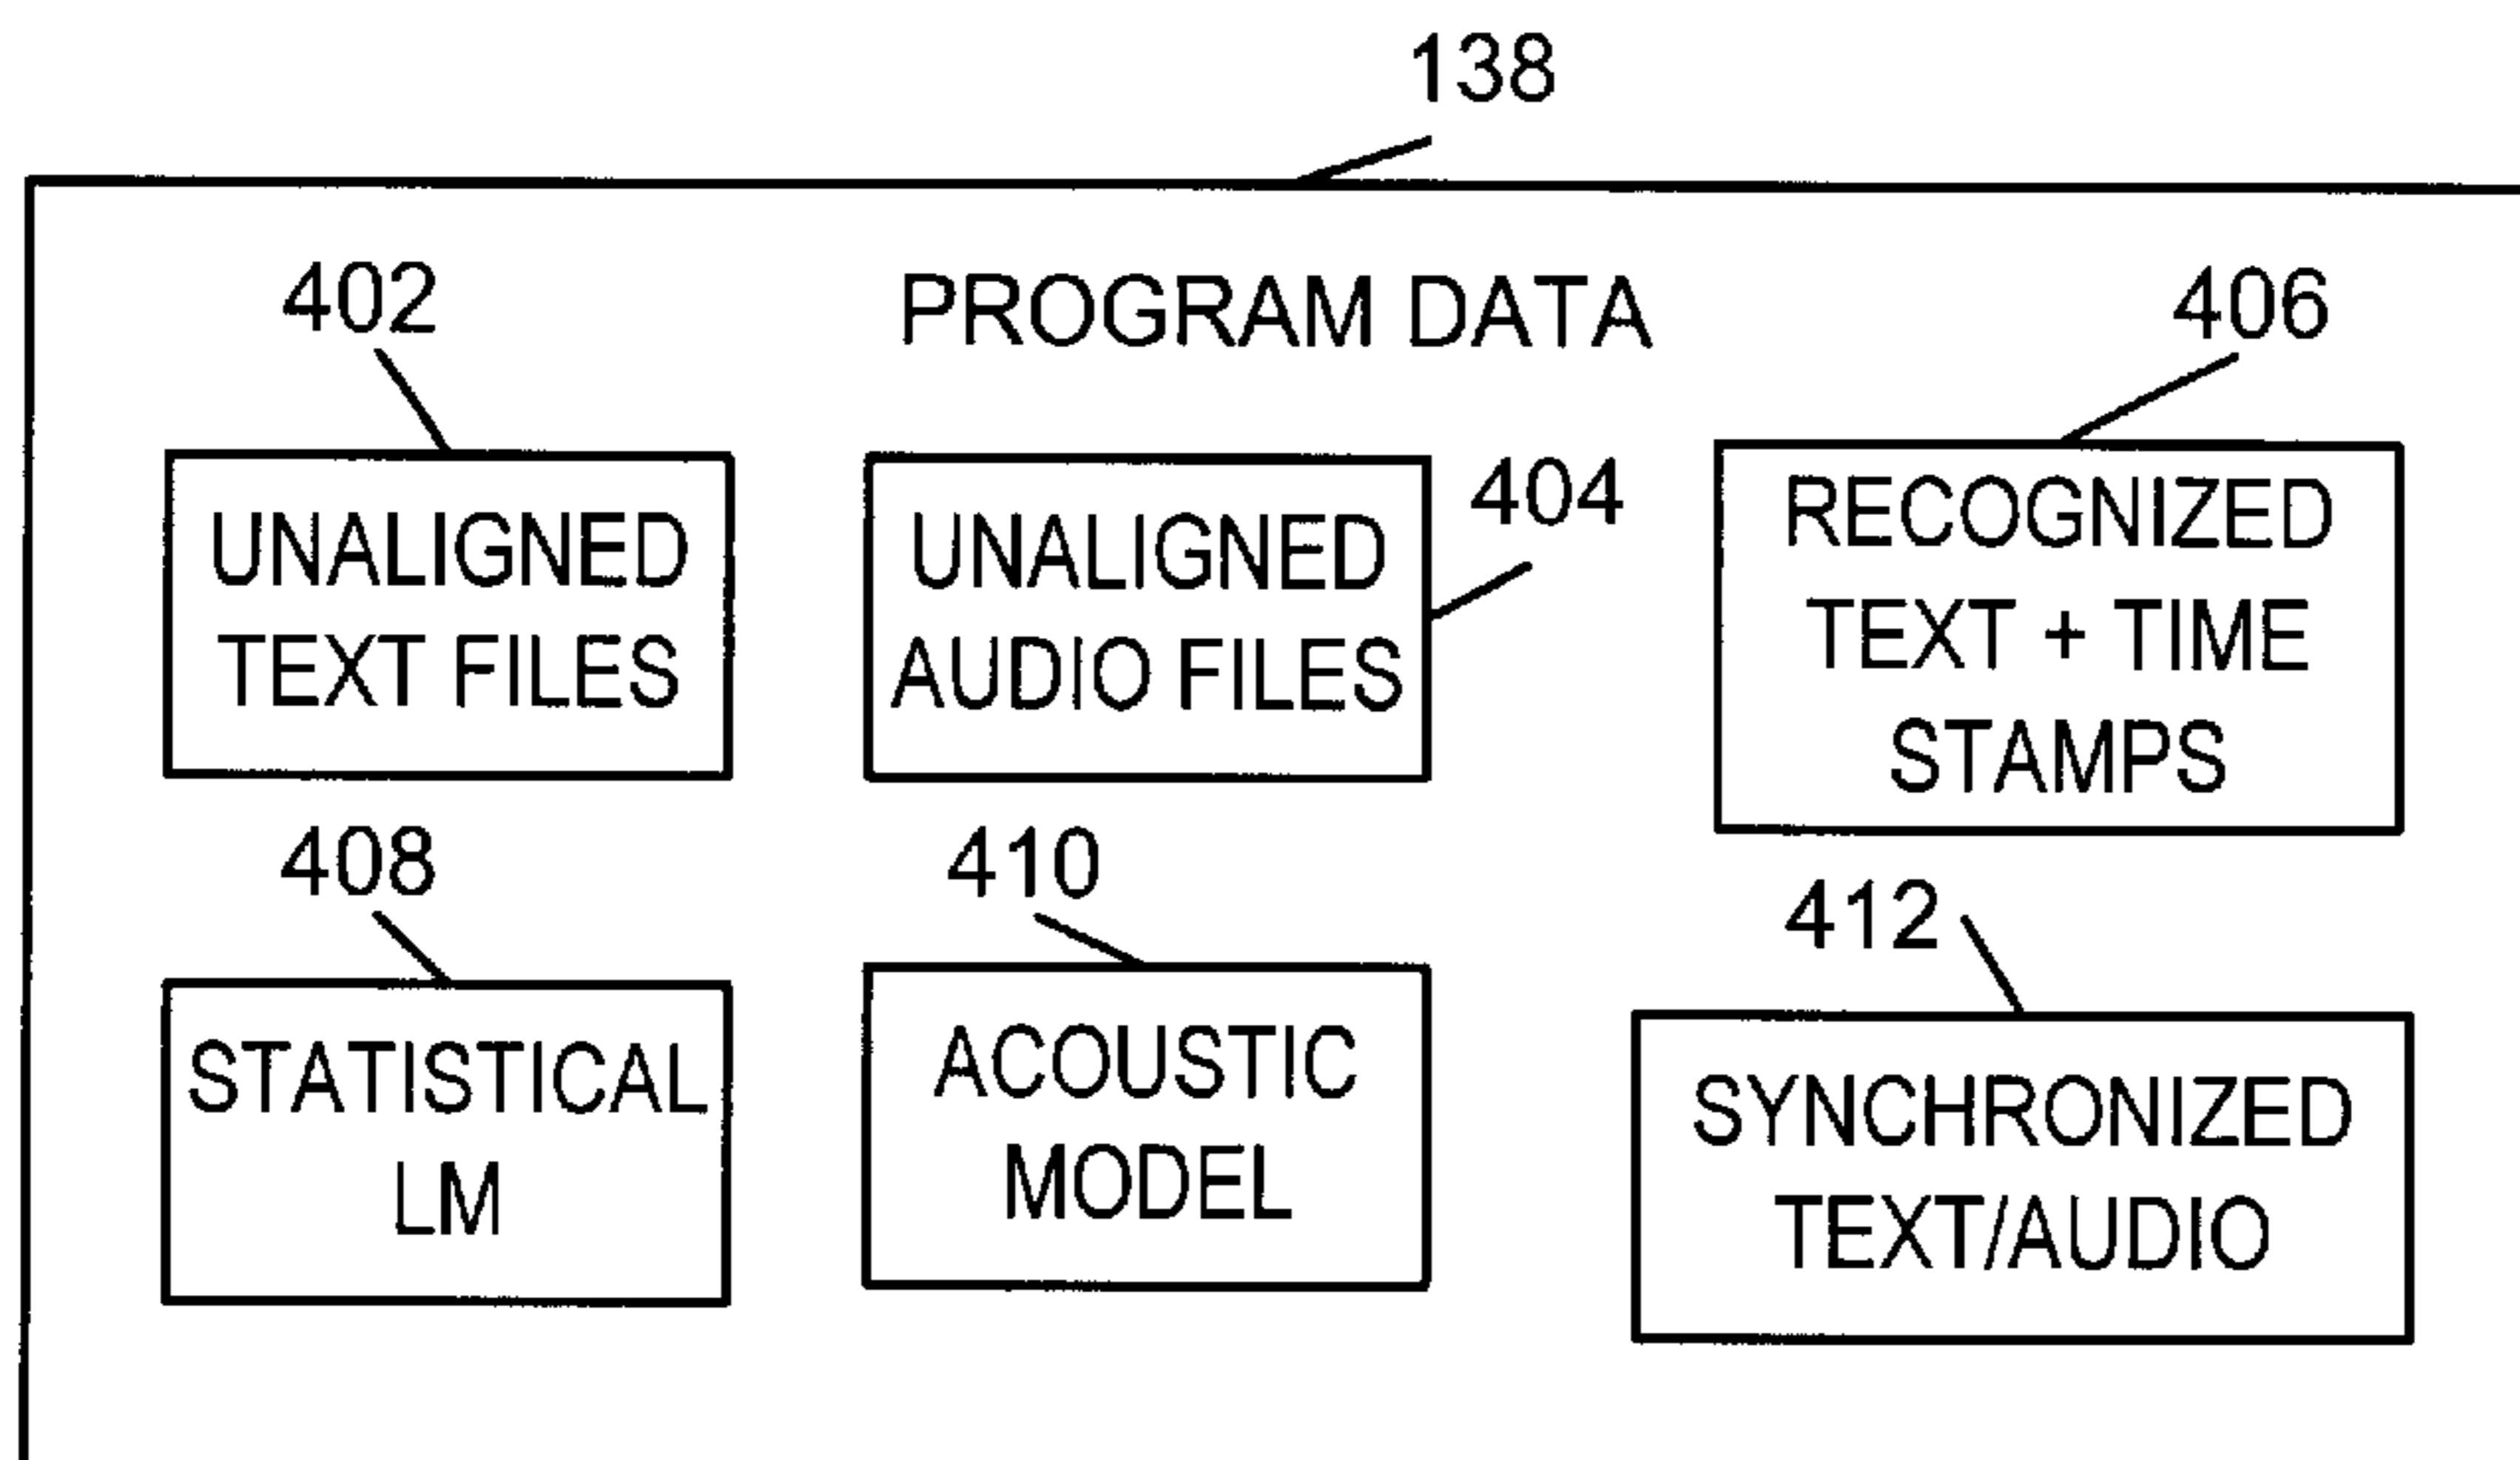 138
PROGRAM DATA
402
UNALIGNED
TEXT FILES
404
UNALIGNED
AUDIO FILES
406
RECOGNIZED
TEXT + TIME
STAMPS
408
STATISTICAL
LM
410
ACOUSTIC
MODEL
412
SYNCHRONIZED
TEXT/AUDIO